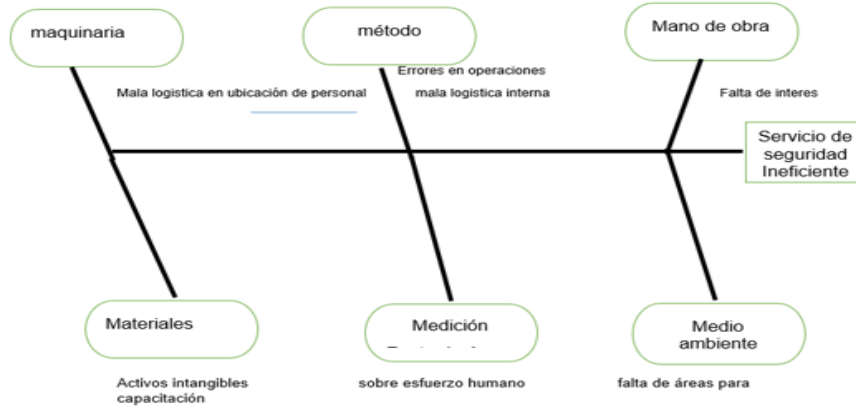 maquinaria
método
Mano de obra
Errores en operaciones
Mala logistica en ubicación de personal
mala logistica interna
Falta de interes
Servicio de
seguridad
Ineficiente
Materiales
Medición
Medio
ambiente
Activos intangibles
capacitación
sobre esfuerzo humano
falta de áreas para